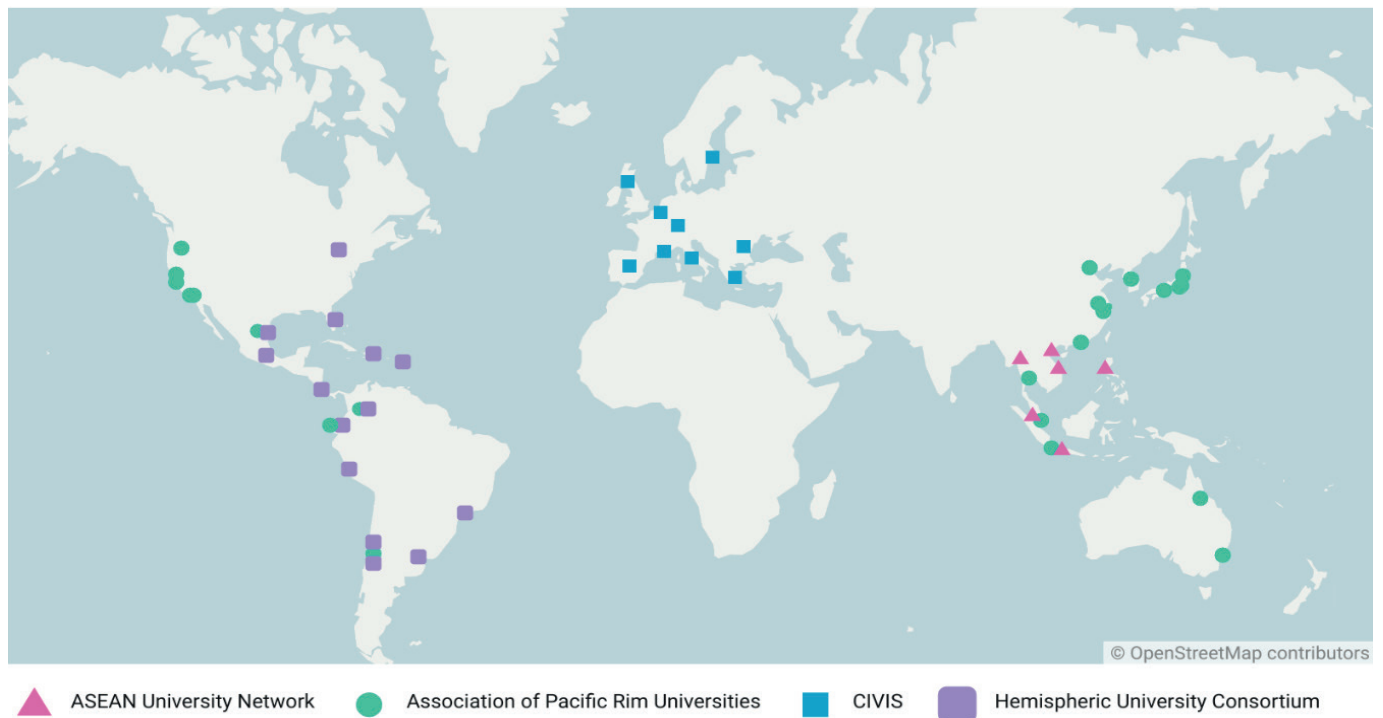 © OpenStreetMap contributors
ASEAN University Network Association of Pacific Rim Universities CIVIS Hemispheric University Consortium